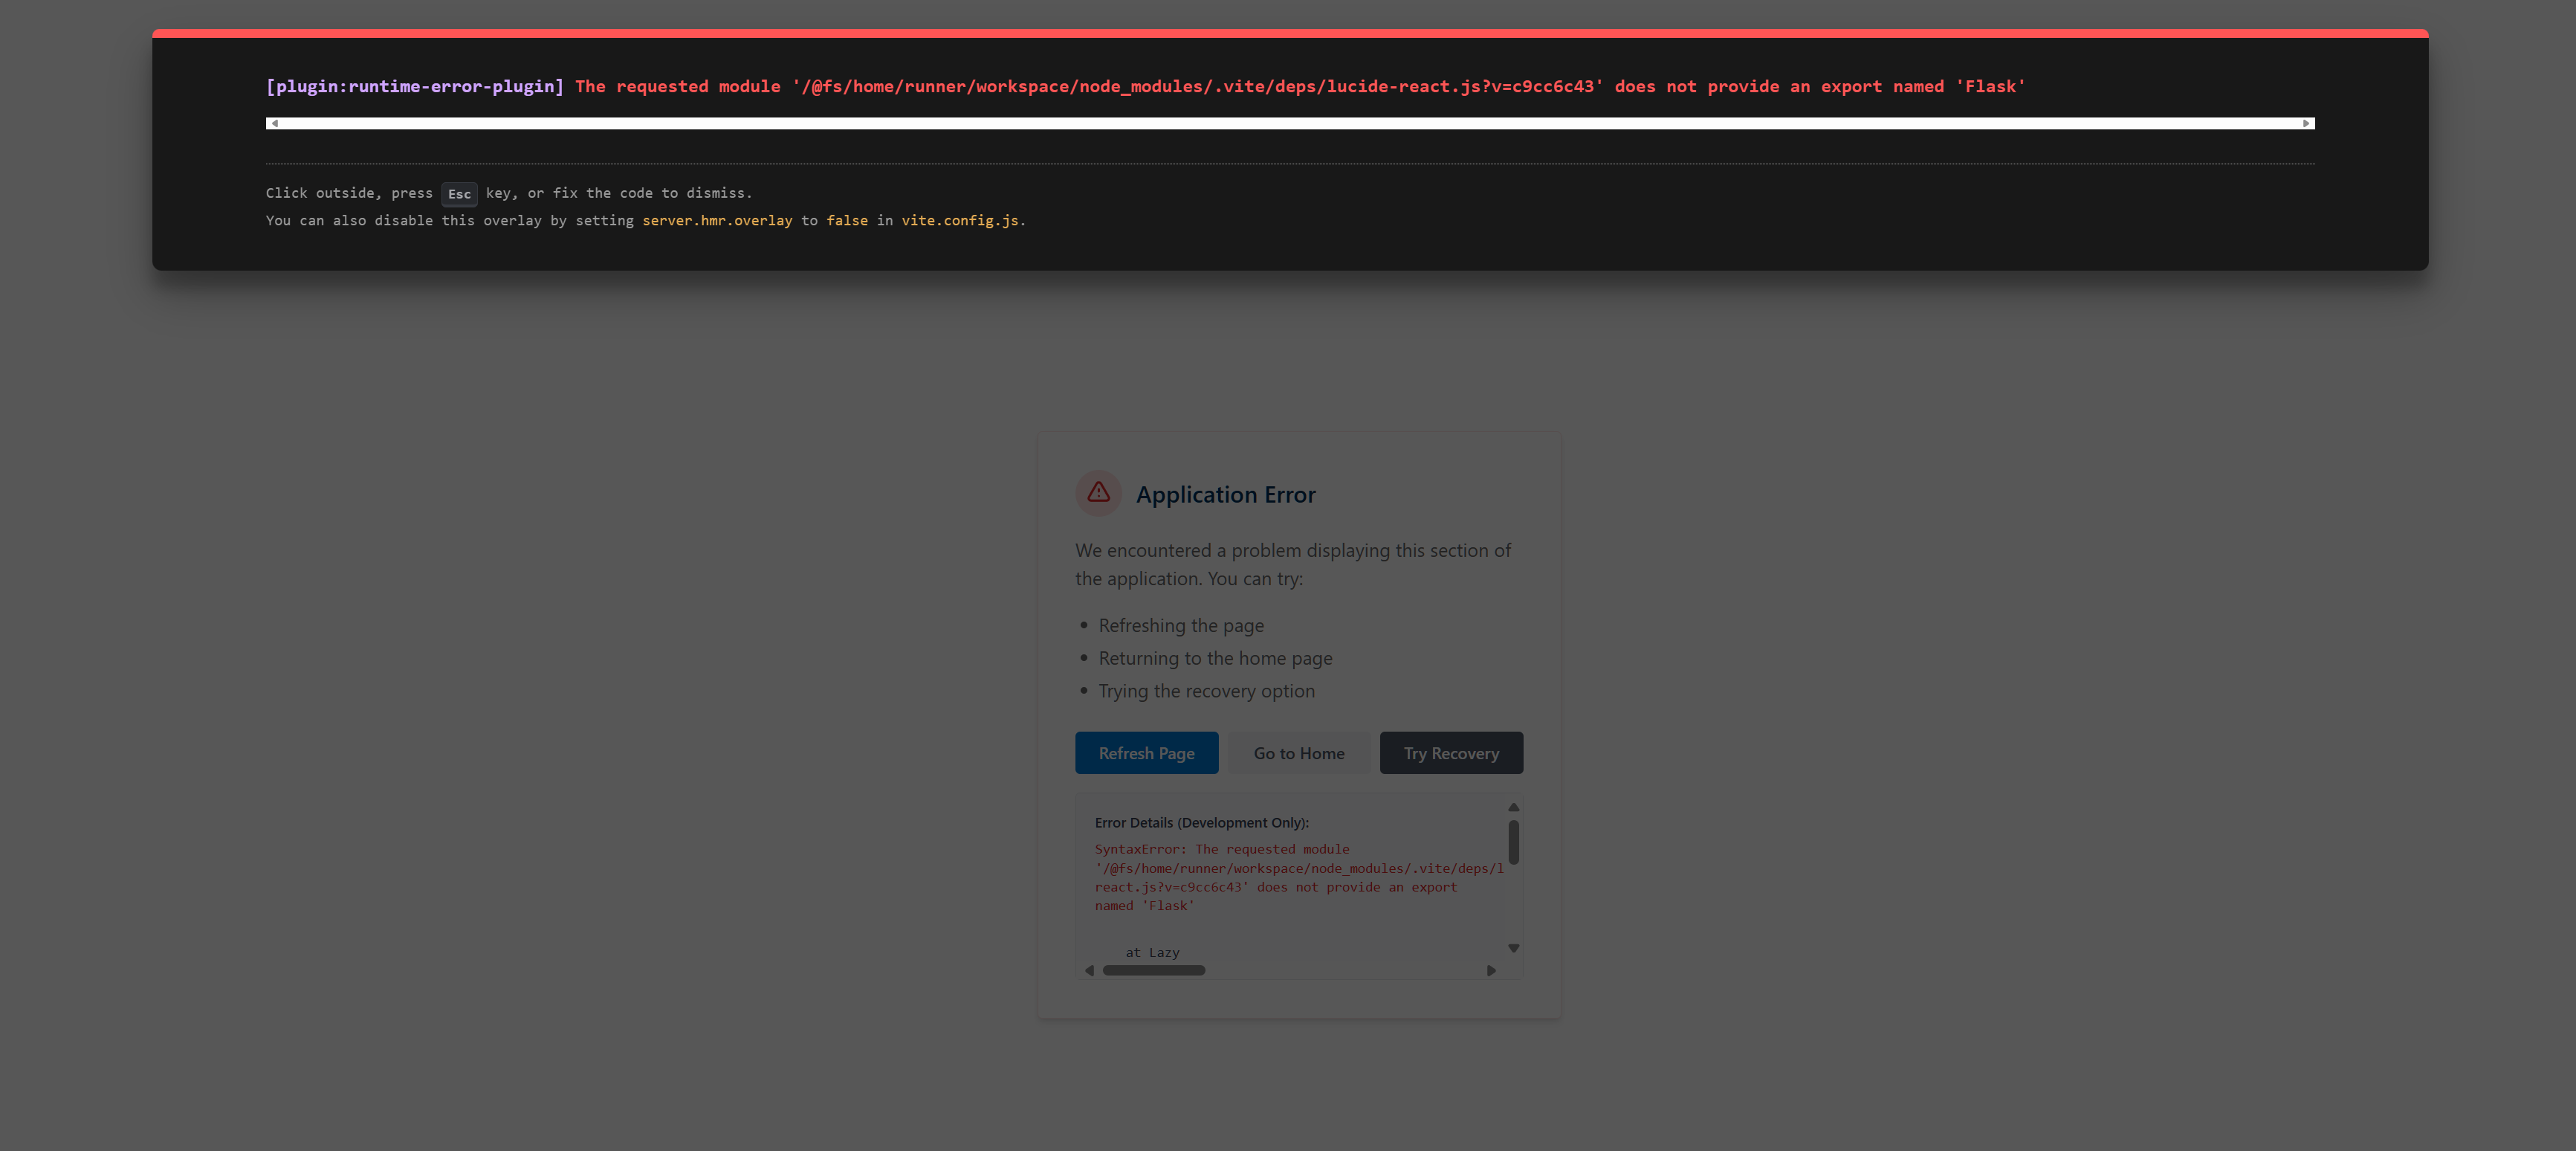 [plugin:runtime-error-plugin] The requested module '/@fs/home/runner/workspace/node_modules/.vite/deps/lucide-react.js?v=c9cc6c43' does not provide an export named 'Flask'
Click outside, press Esc key, or fix the code to dismiss.
You can also disable this overlay by setting server.hmr.overlay to false in vite.config.js.
Application Error
We encountered a problem displaying this section of
the application. You can try:
• Refreshing the page
• Returning to the home page
• Trying the recovery option
Refresh Page Go to Home Try Recovery
Error Details (Development Only):
SyntaxError: The requested module
'/@fs/home/runner/workspace/node_modules/.vite/deps/l
react.js?v=c9cc6c43' does not provide an export
named 'Flask'
at Lazy